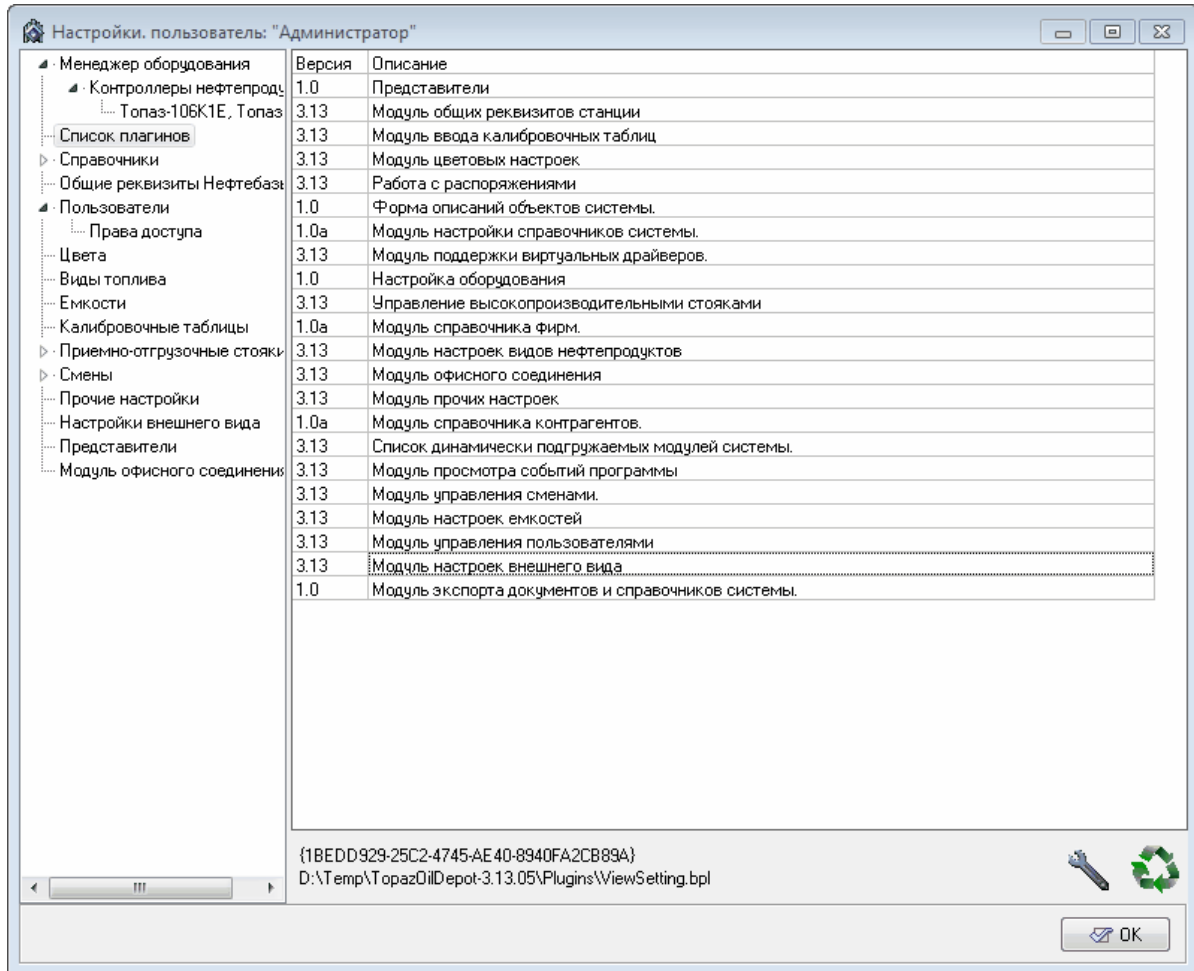 Настройки. пользователь: "Администратор"
Менеджер оборудования
Контроллеры нефтепроду
Топаз-106К1Е, Топаз
Список плагинов
Справочники
Общие реквизиты Нефтебазы
Пользователи
Права доступа
Цвета
Виды топлива
Емкости
Калибровочные таблицы
Приемно-отгрузочные стояки
Смены
Прочие настройки
Настройки внешнего вида
Представители
Модуль офисного соединения
Версия Описание
1.0 Представители
3.13 Модуль общих реквизитов станции
3.13 Модуль ввода калибровочных таблиц
3.13 Модуль цветовых настроек
3.13 Работа с распоряжениями
1.0 Форма описаний объектов системы.
1.0a Модуль настройки справочников системы.
3.13 Модуль поддержки виртуальных драйверов.
1.0 Настройка оборудования
3.13 Управление высокопроизводительными стояками
1.0a Модуль справочника фирм.
3.13 Модуль настроек видов нефтепродуктов
3.13 Модуль офисного соединения
3.13 Модуль прочих настроек
1.0a Модуль справочника контрагентов.
3.13 Список динамически подгружаемых модулей системы.
3.13 Модуль просмотра событий программы
3.13 Модуль управления сменами.
3.13 Модуль настроек емкостей
3.13 Модуль управления пользователями
3.13 Модуль настроек внешнего вида
1.0 Модуль экспорта документов и справочников системы.
{1BEDD929-25C2-4745-AE40-8940FA2CB89A}
D:\Temp\TopazOilDepot-3.13.05\Plugins\ViewSetting.bpl
OK